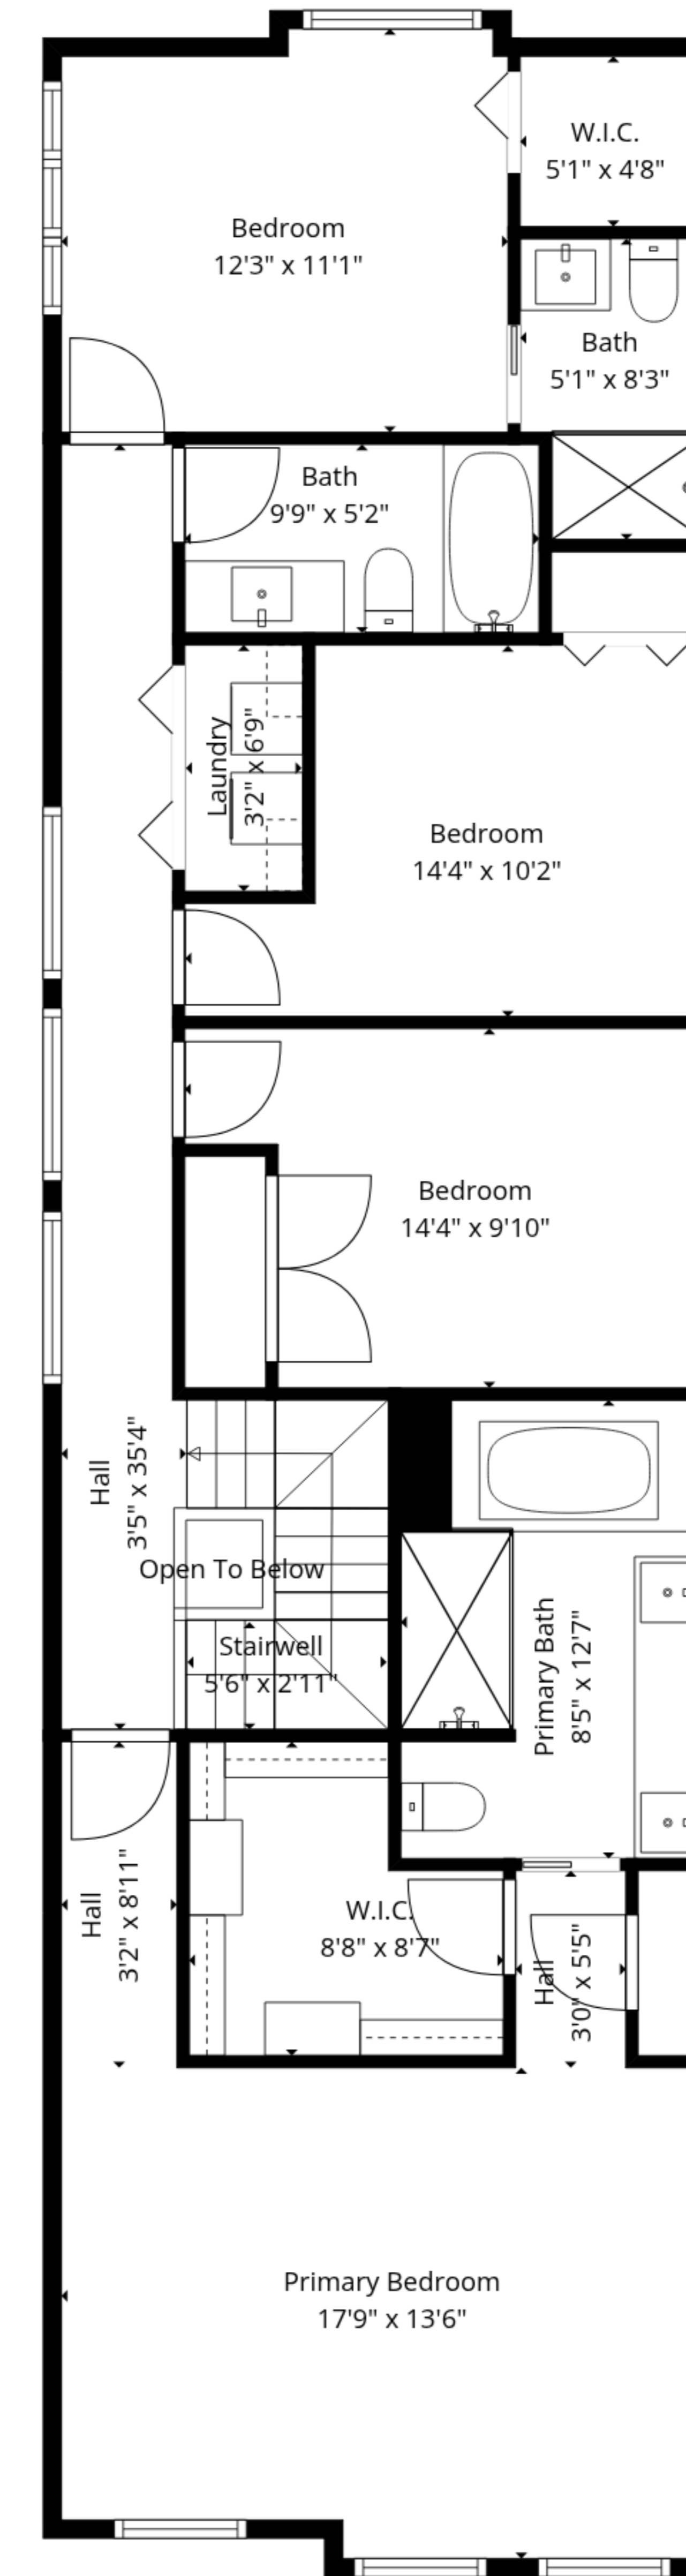 W.I.C.
5'1" x 4'8"
Bedroom
12'3" x 11'1"
Bath
5'1" x 8'3"
Bath
9'9" x 5'2"
Laundry
3'2" x 6'9"
Bedroom
14'4" x 10'2"
Bedroom
14'4" x 9'10"
Hall
3'5" x 35'4"
Open To Below
Stairwell
5'6" x 2'11"
Primary Bath
8'5" x 12'7"
Hall
3'2" x 8'11"
W.I.C.
8'8" x 8'7"
Hall
3'0" x 5'5"
Primary Bedroom
17'9" x 13'6"